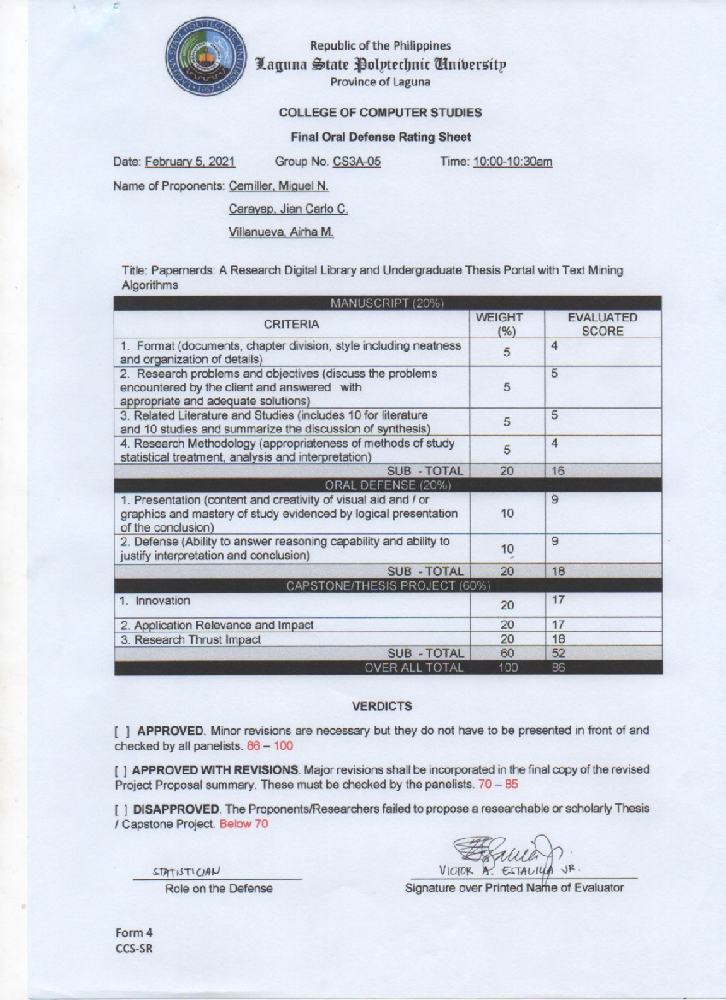 LAGUNA STATE POLYTECHNIC UNIVERSITY
1952
Republic of the Philippines
Laguna State Polytechnic University
Province of Laguna
COLLEGE OF COMPUTER STUDIES
Final Oral Defense Rating Sheet
Date: February 5, 2021 Group No. CS3A-05 Time: 10:00-10:30am
Name of Proponents: Cemiller, Miguel N.
Carayap, Jian Carlo C.
Villanueva, Airha M.
Title: Papernerds: A Research Digital Library and Undergraduate Thesis Portal with Text Mining
Algorithms
MANUSCRIPT (20%)
CRITERIA WEIGHT (%) EVALUATED SCORE
1. Format (documents, chapter division, style including neatness
and organization of details) 5 4
2. Research problems and objectives (discuss the problems
encountered by the client and answered with
appropriate and adequate solutions) 5 5
3. Related Literature and Studies (includes 10 for literature
and 10 studies and summarize the discussion of synthesis) 5 5
4. Research Methodology (appropriateness of methods of study
statistical treatment, analysis and interpretation) 5 4
SUB - TOTAL 20 16
ORAL DEFENSE (20%)
1. Presentation (content and creativity of visual aid and / or
graphics and mastery of study evidenced by logical presentation
of the conclusion) 10 9
2. Defense (Ability to answer reasoning capability and ability to
justify interpretation and conclusion) 10 9
SUB - TOTAL 20 18
CAPSTONE/THESIS PROJECT (60%)
1. Innovation 20 17
2. Application Relevance and Impact 20 17
3. Research Thrust Impact 20 18
SUB - TOTAL 60 52
OVER ALL TOTAL 100 86
VERDICTS
[ ] APPROVED. Minor revisions are necessary but they do not have to be presented in front of and
checked by all panelists. 86 – 100
[ ] APPROVED WITH REVISIONS. Major revisions shall be incorporated in the final copy of the revised
Project Proposal summary. These must be checked by the panelists. 70 – 85
[ ] DISAPPROVED. The Proponents/Researchers failed to propose a researchable or scholarly Thesis
/ Capstone Project. Below 70
STATISTICIAN VICTOR A. ESTALILLA JR.
Role on the Defense Signature over Printed Name of Evaluator
Form 4
CCS-SR